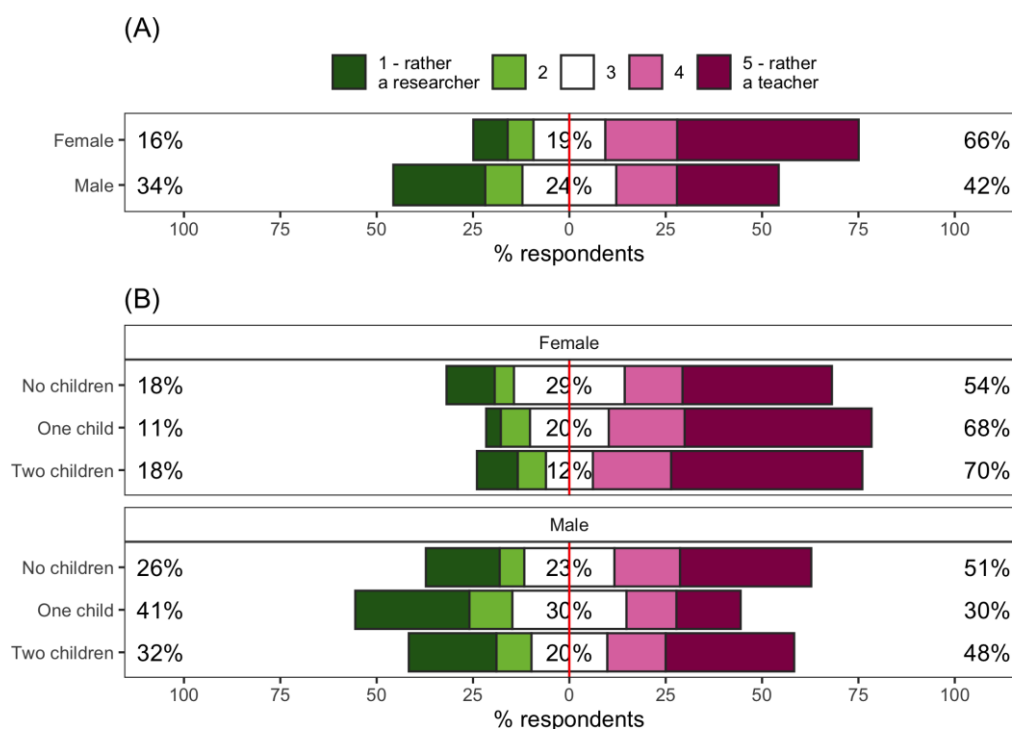 (A)
1 - rather a researcher 2 3 4 5 - rather a teacher
Female 16% 19% 66%
Male 34% 24% 42%
100 75 50 25 0 25 50 75 100
% respondents
(B)
Female
No children 18% 29% 54%
One child 11% 20% 68%
Two children 18% 12% 70%
Male
No children 26% 23% 51%
One child 41% 30% 30%
Two children 32% 20% 48%
100 75 50 25 0 25 50 75 100
% respondents